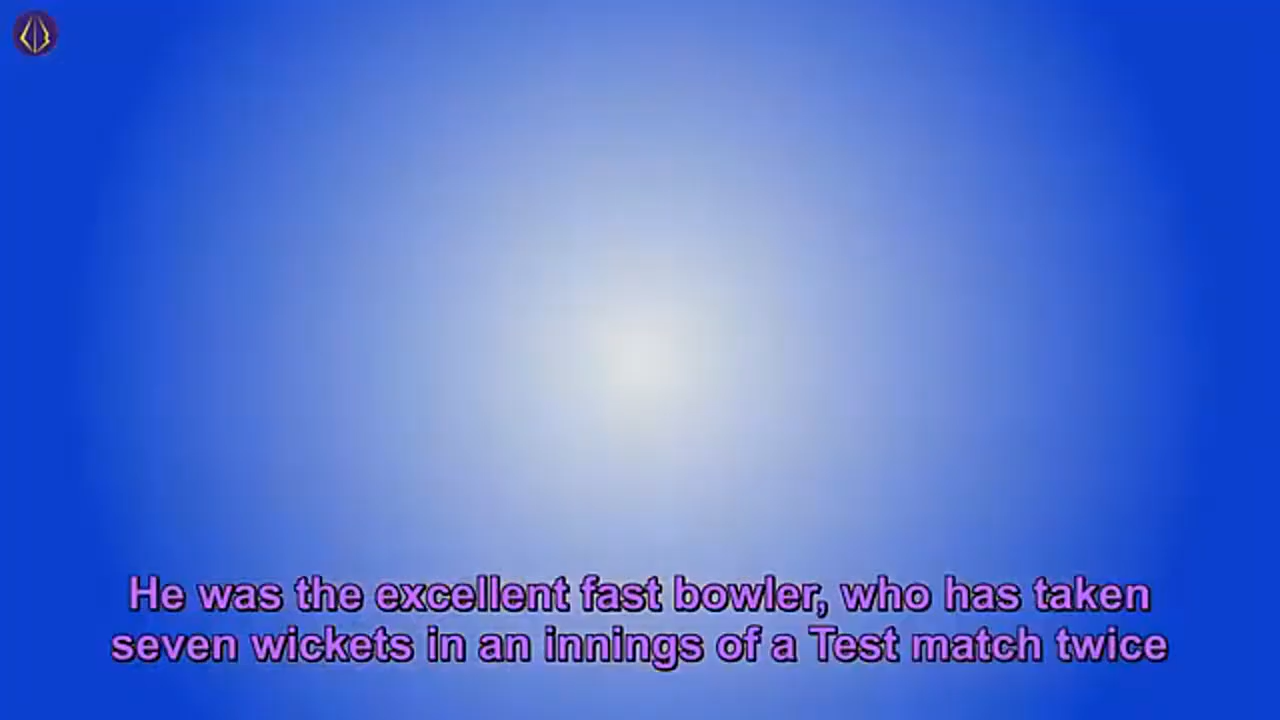 He was the excellent fast bowler, who has taken
seven wickets in an innings of a Test match twice